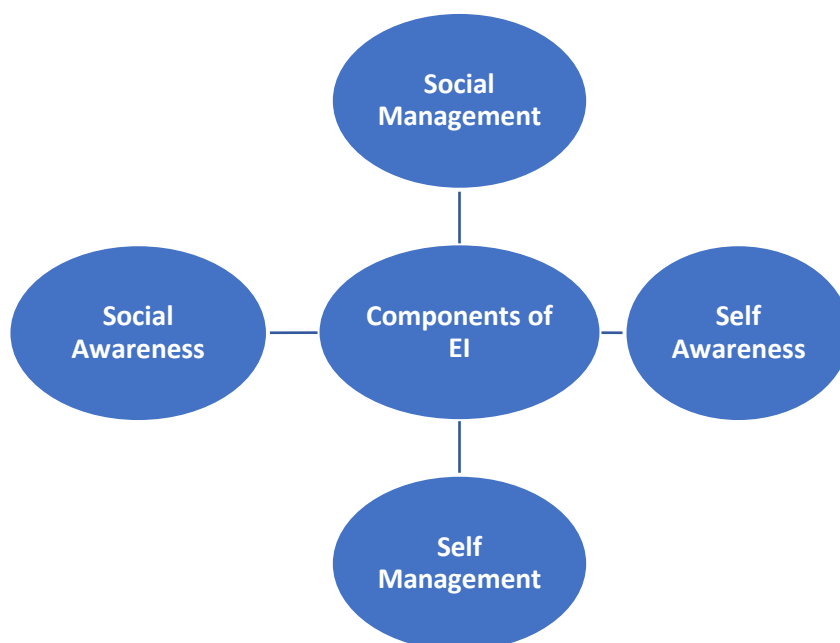 Social
Management
Social
Awareness
Components of
EI
Self
Awareness
Self
Management